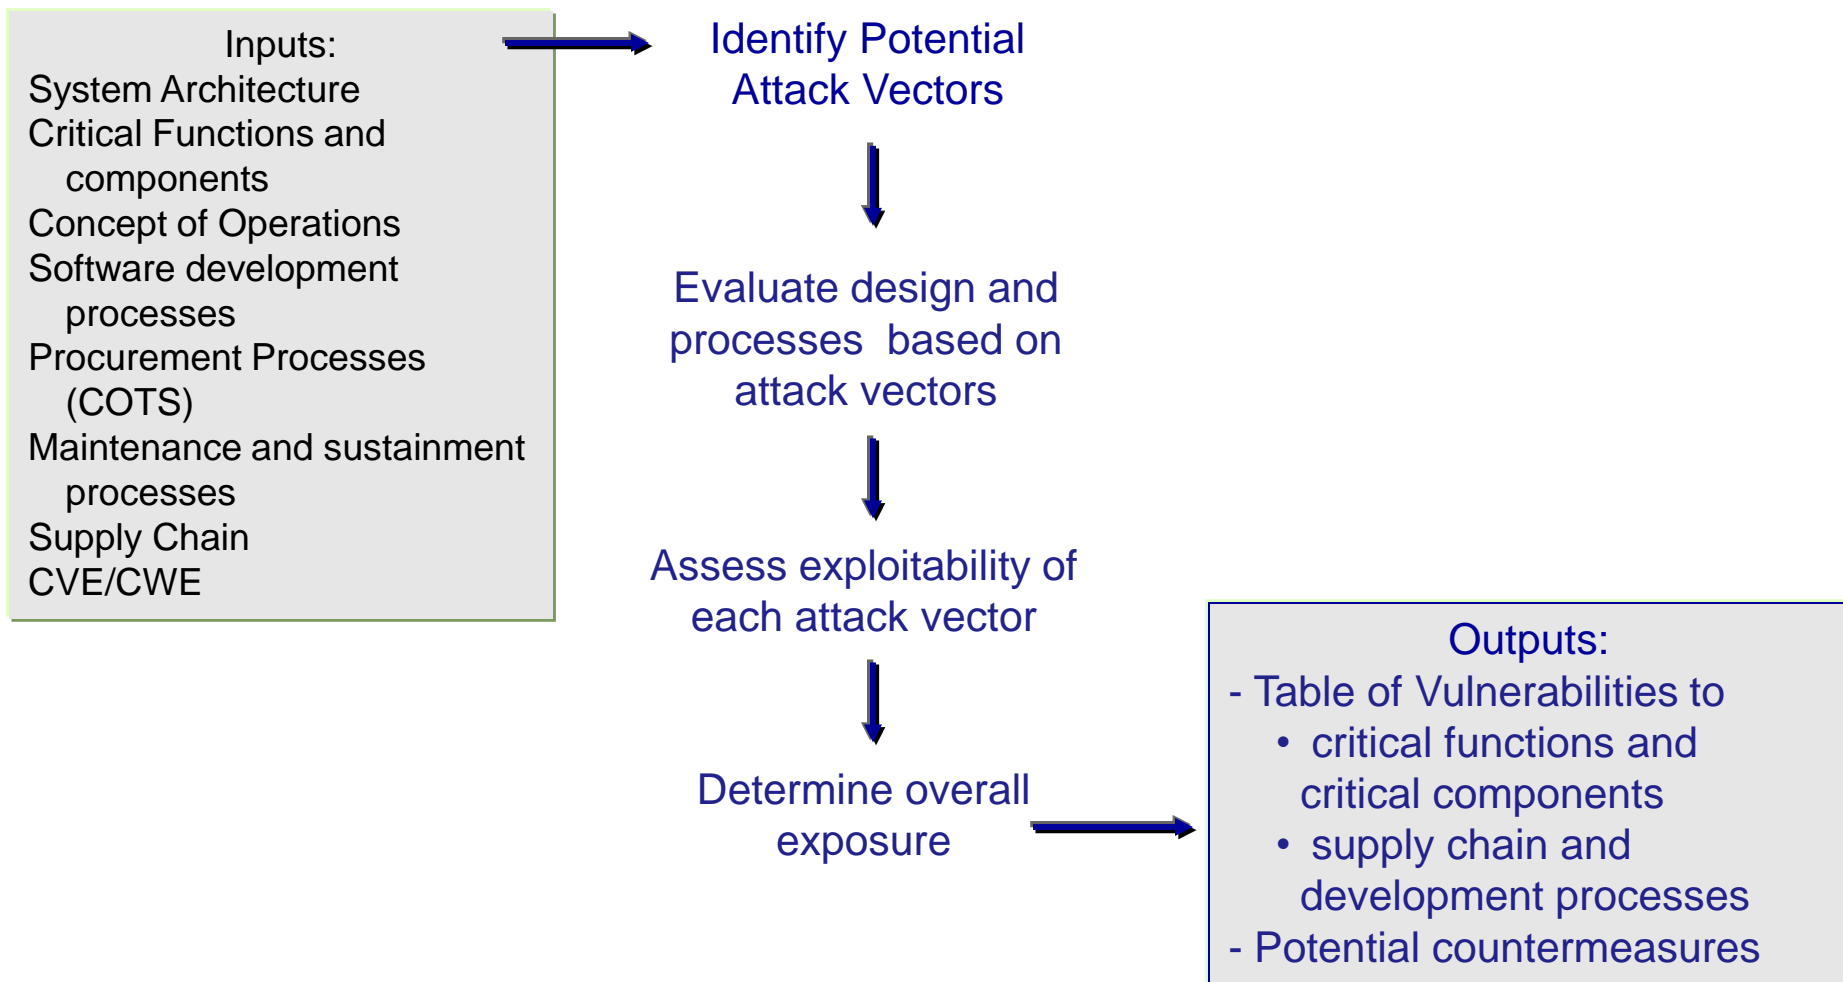 Inputs:
System Architecture
Critical Functions and
components
Concept of Operations
Software development
processes
Procurement Processes
(COTS)
Maintenance and sustainment
processes
Supply Chain
CVE/CWE
Identify Potential
Attack Vectors
Evaluate design and
processes  based on
attack vectors
Assess exploitability of
each attack vector
Determine overall
exposure
Outputs:
- Table of Vulnerabilities to
• critical functions and
critical components
• supply chain and
development processes
- Potential countermeasures